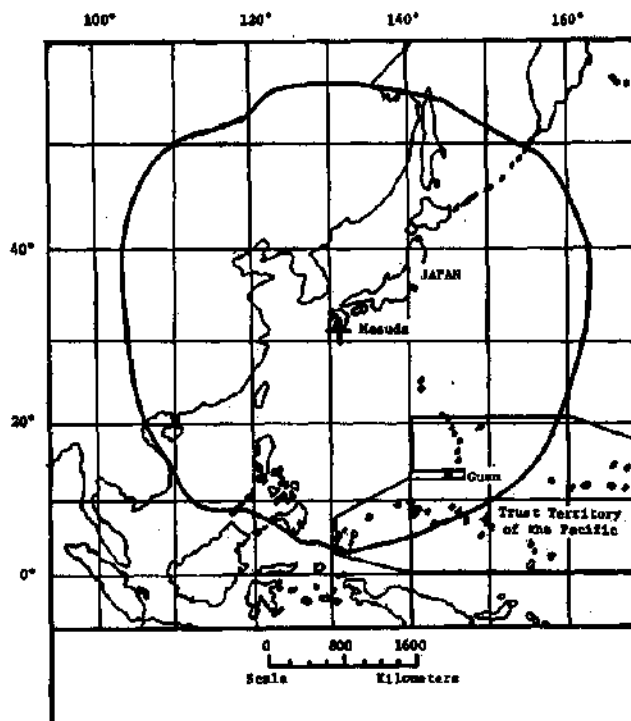 100° 120° 140° 160°
40°
JAPAN
Masuda
20°
Guam
Trust Territory
of the Pacific
0°
0 800 1600
Scale Kilometers